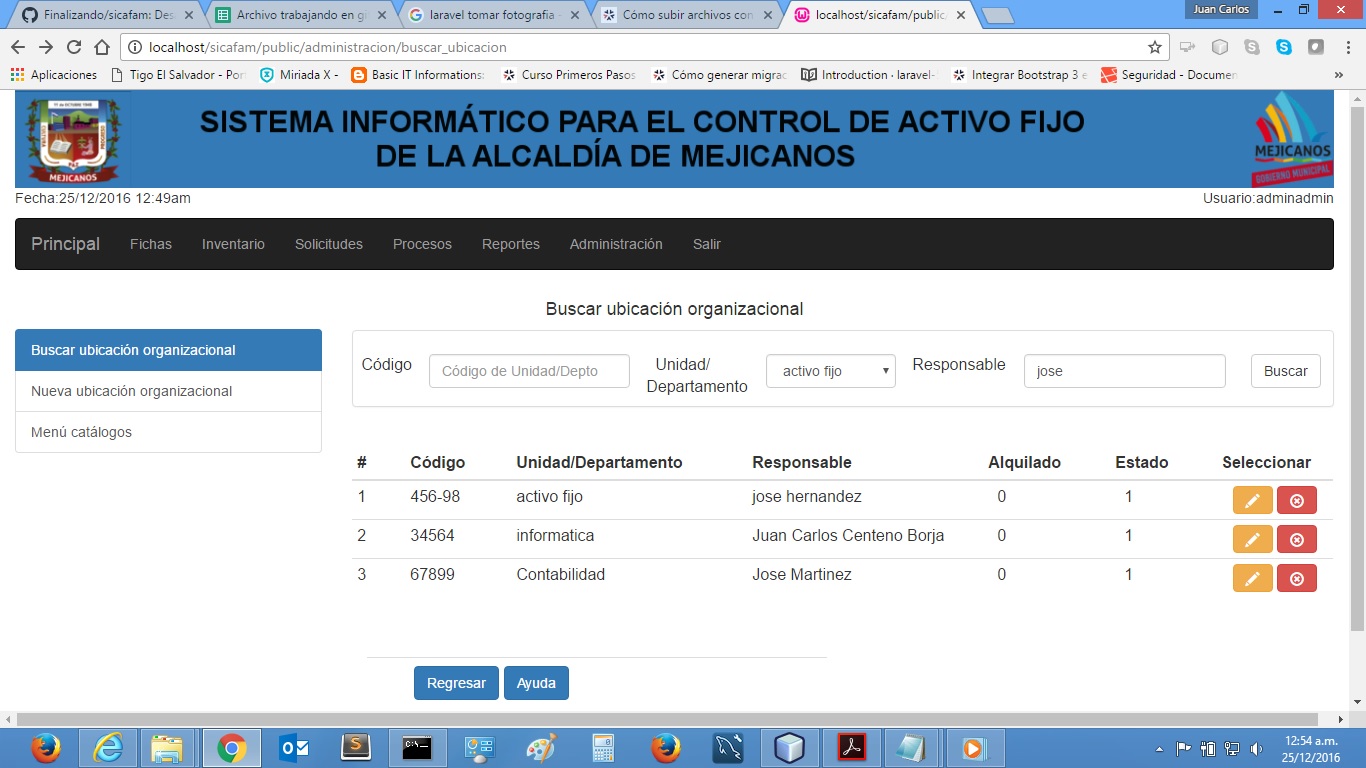 Finalizando/sicafam: Des
Archivo trabajando en git
laravel tomar fotografia -
Cómo subir archivos con
localhost/sicafam/public
Juan Carlos
localhost/sicafam/public/administracion/buscar_ubicacion
Aplicaciones
Tigo El Salvador - Por
Miriada X -
Basic IT Informations:
Curso Primeros Pasos
Cómo generar migrac
Introduction · laravel-
Integrar Bootstrap 3 e
Seguridad - Documen
»
SISTEMA INFORMÁTICO PARA EL CONTROL DE ACTIVO FIJO
DE LA ALCALDÍA DE MEJICANOS
MEJICANOS
MEJICANOS
GOBIERNO MUNICIPAL
Fecha:25/12/2016 12:49am
Usuario:adminadmin
Principal Fichas Inventario Solicitudes Procesos Reportes Administración Salir
Buscar ubicación organizacional
Buscar ubicación organizacional
Nueva ubicación organizacional
Menú catálogos
Código
Código de Unidad/Depto
Unidad/
Departamento
activo fijo
Responsable
jose
Buscar
# Código Unidad/Departamento Responsable Alquilado Estado Seleccionar
1 456-98 activo fijo jose hernandez 0 1
2 34564 informatica Juan Carlos Centeno Borja 0 1
3 67899 Contabilidad Jose Martinez 0 1
Regresar
Ayuda
12:54 a.m.
25/12/2016